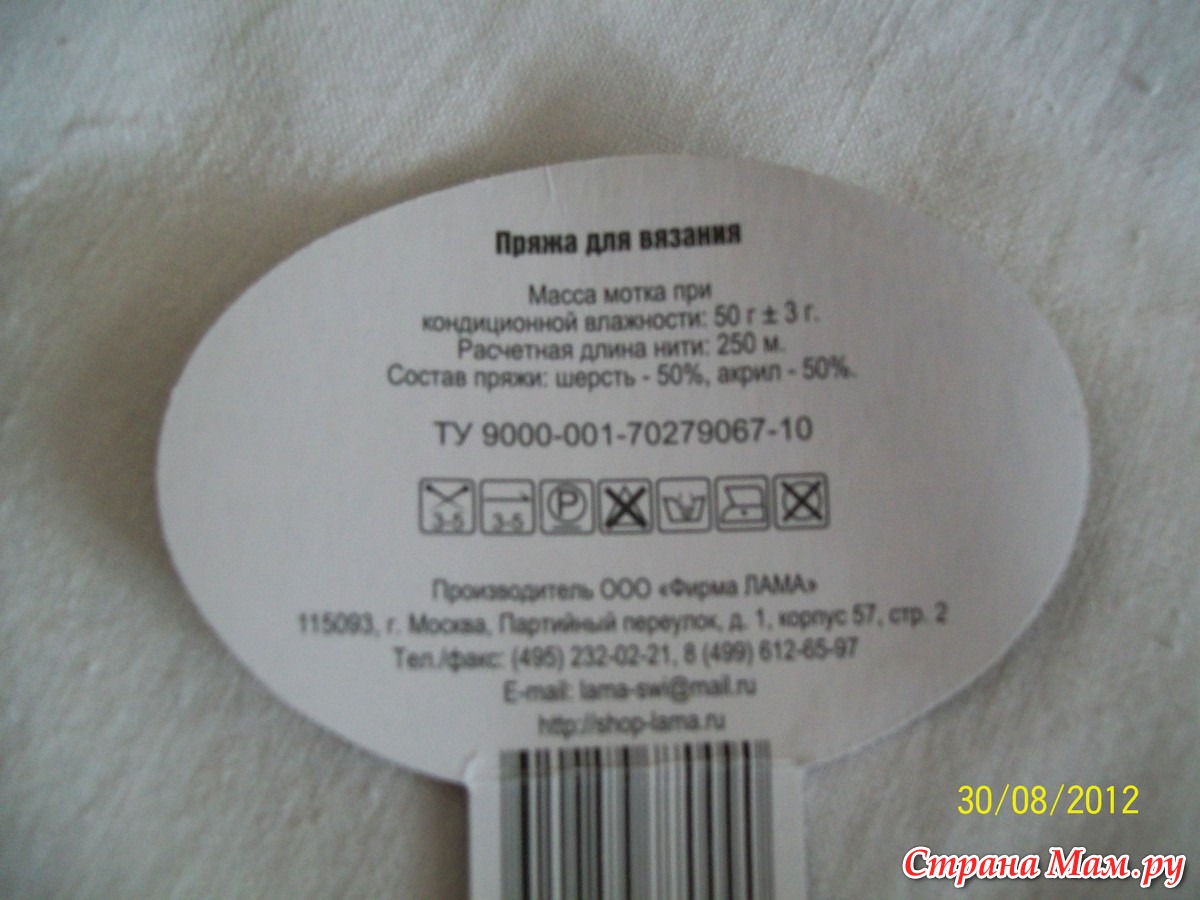 Пряжа для вязания
Масса мотка при
кондиционной влажности: 50 г ± 3 г.
Расчетная длина нити: 250 м.
Состав пряжи: шерсть - 50%, акрил - 50%.
ТУ 9000-001-70279067-10
3-5 3-5 P
Производитель ООО «Фирма ЛАМА»
115093, г. Москва, Партийный переулок, д. 1, корпус 57, стр. 2
Тел./факс: (495) 232-02-21, 8 (499) 612-65-97
E-mail: lama-swi@mail.ru
http://shop-lama.ru
30/08/2012
Страна Мам.ру